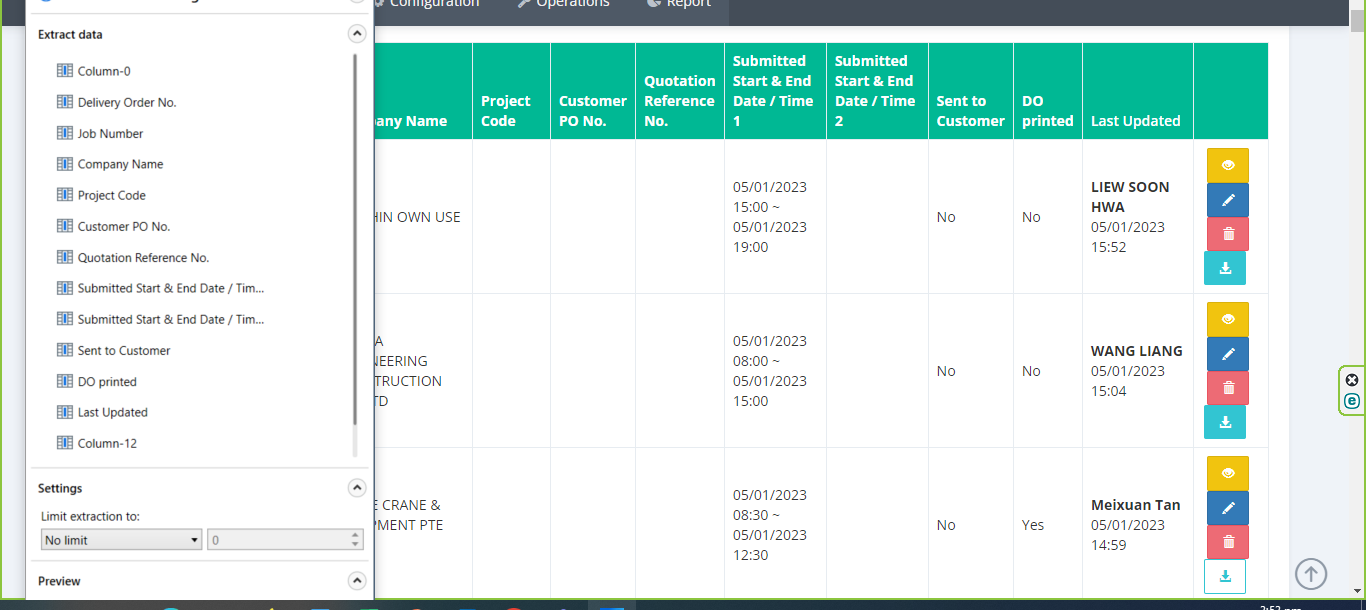 Configuration
Operations
Report
Extract data
Column-0
Delivery Order No.
Job Number
Company Name
Project Code
Customer PO No.
Quotation Reference No.
Submitted Start & End Date / Tim...
Submitted Start & End Date / Tim...
Sent to Customer
DO printed
Last Updated
Column-12
Settings
Limit extraction to:
No limit
0
Preview
any Name
Project
Code
Customer
PO No.
Quotation
Reference
No.
Submitted
Start & End
Date / Time
1
Submitted
Start & End
Date / Time
2
Sent to
Customer
DO
printed
Last Updated
HIN OWN USE
05/01/2023
15:00 ~
05/01/2023
19:00
No
No
LIEW SOON
HWA
05/01/2023
15:52
A
NEERING
TRUCTION
TD
05/01/2023
08:00 ~
05/01/2023
15:00
No
No
WANG LIANG
05/01/2023
15:04
E CRANE &
PMENT PTE
05/01/2023
08:30 ~
05/01/2023
12:30
No
Yes
Meixuan Tan
05/01/2023
14:59